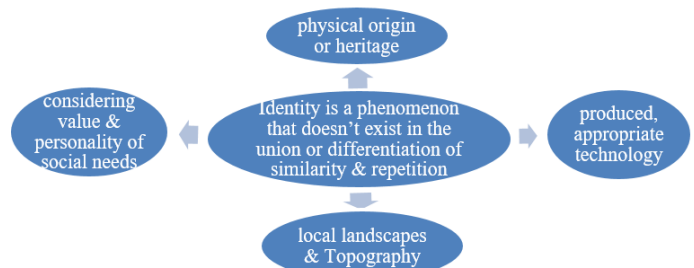 physical origin
or heritage
considering
value &
personality of
social needs
Identity is a phenomenon
that doesn't exist in the
union or differentiation of
similarity & repetition
produced,
appropriate
technology
local landscapes
& Topography